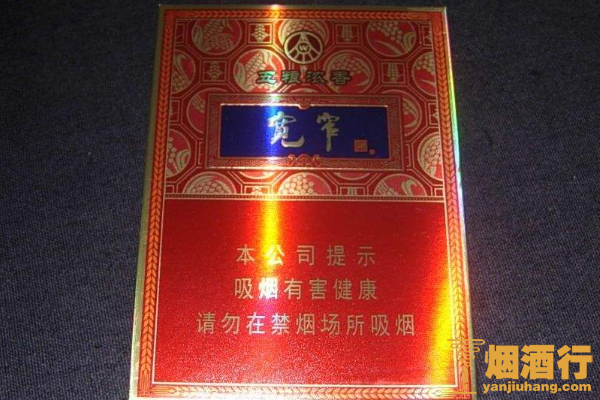 五粮浓香
宽窄
本公司提示
吸烟有害健康
请勿在禁烟场所吸烟
烟酒行
yanjiuhang.com